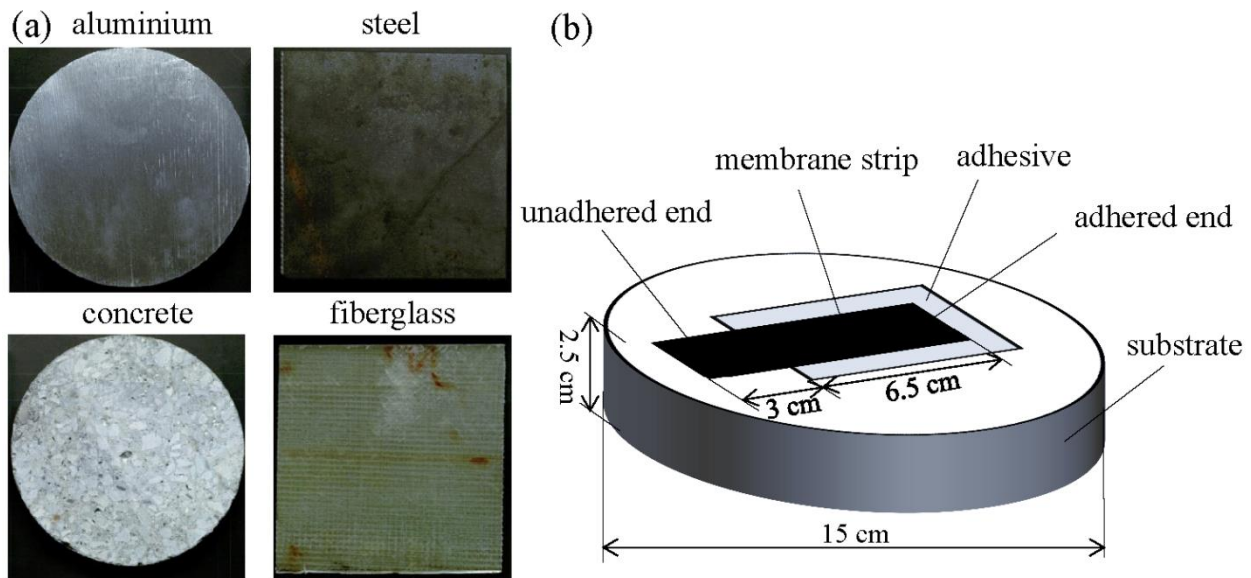 (a)
aluminium
steel
concrete
fiberglass
(b)
membrane strip
adhesive
unadhered end
adhered end
substrate
2.5 cm
3 cm
6.5 cm
15 cm